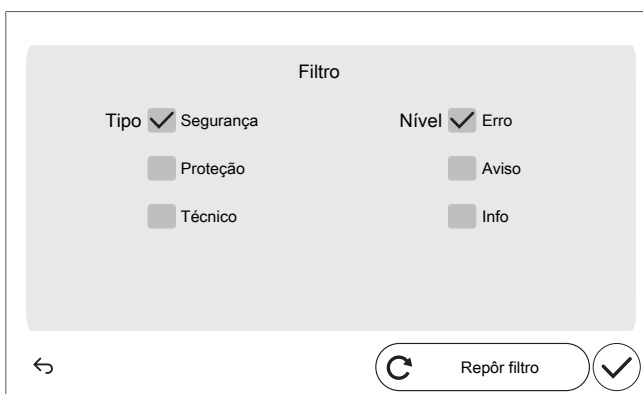 Filtro
Tipo Segurança Nível Erro
Proteção Aviso
Técnico Info
Repôr filtro